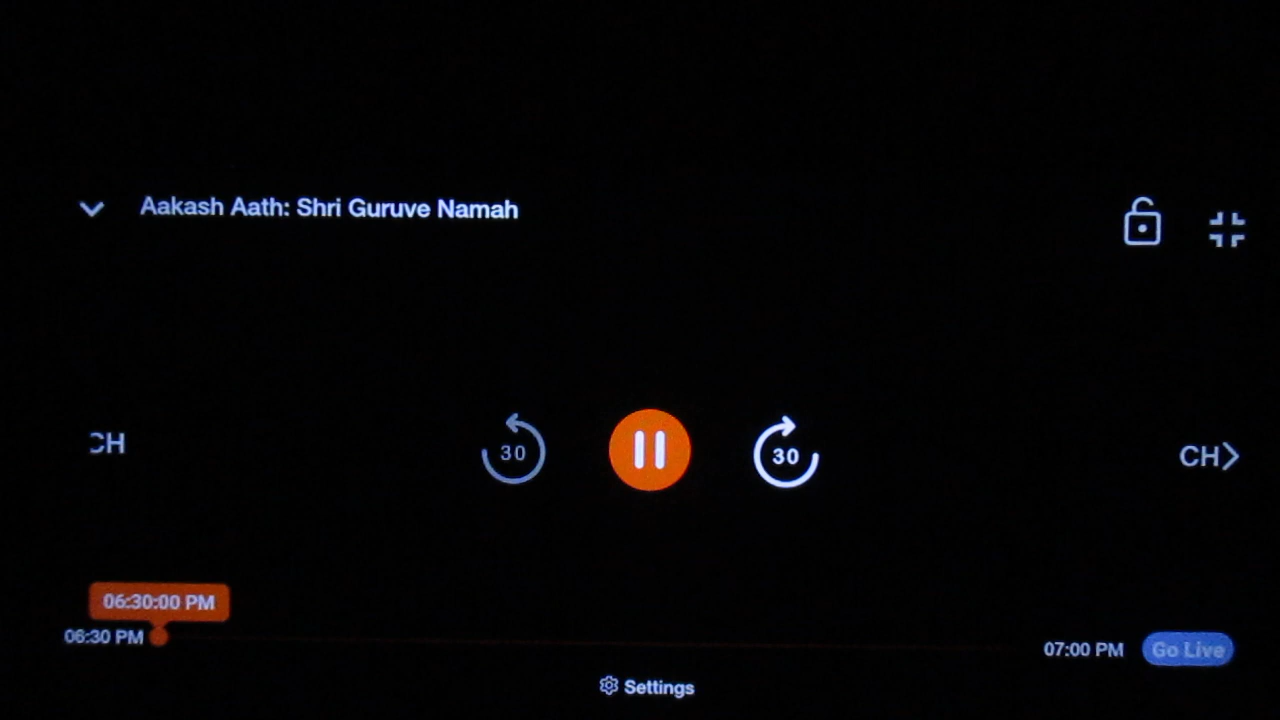 Aakash Aath: Shri Guruve Namah
CH
30
30
CH
06:30:00 PM
06:30 PM
07:00 PM
Go Live
Settings